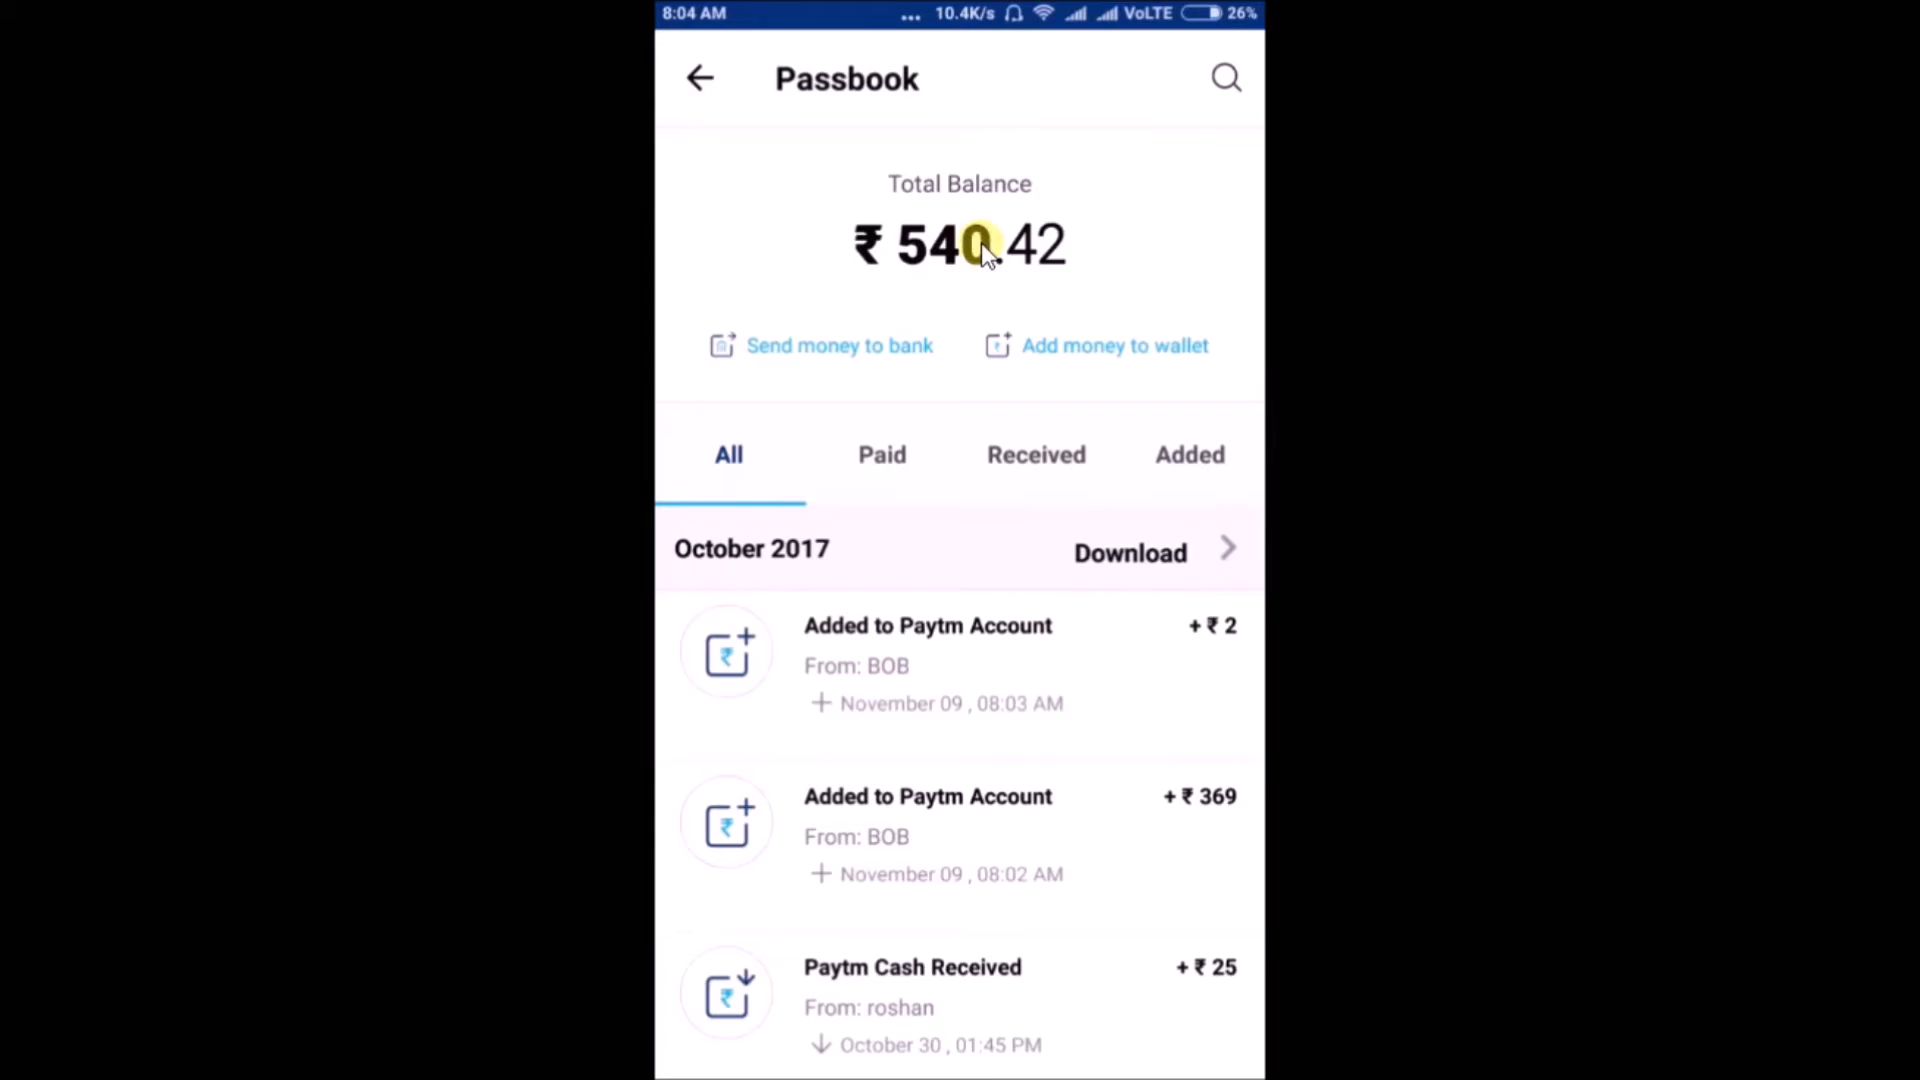 8:04 AM ... 10.4K/s VoLTE 26%
Passbook
Total Balance
₹ 540.42
Send money to bank Add money to wallet
All Paid Received Added
October 2017 Download
Added to Paytm Account + ₹ 2
From: BOB
November 09 , 08:03 AM
Added to Paytm Account + ₹ 369
From: BOB
November 09 , 08:02 AM
Paytm Cash Received + ₹ 25
From: roshan
October 30 , 01:45 PM